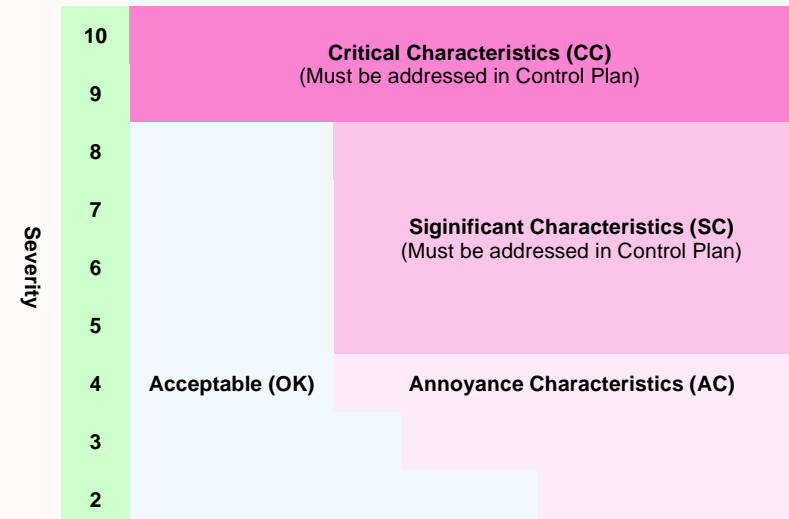 10
Critical Characteristics (CC)
(Must be addressed in Control Plan)
9
8
7
Siginificant Characteristics (SC)
(Must be addressed in Control Plan)
Severity
6
5
4 Acceptable (OK) Annoyance Characteristics (AC)
3
2